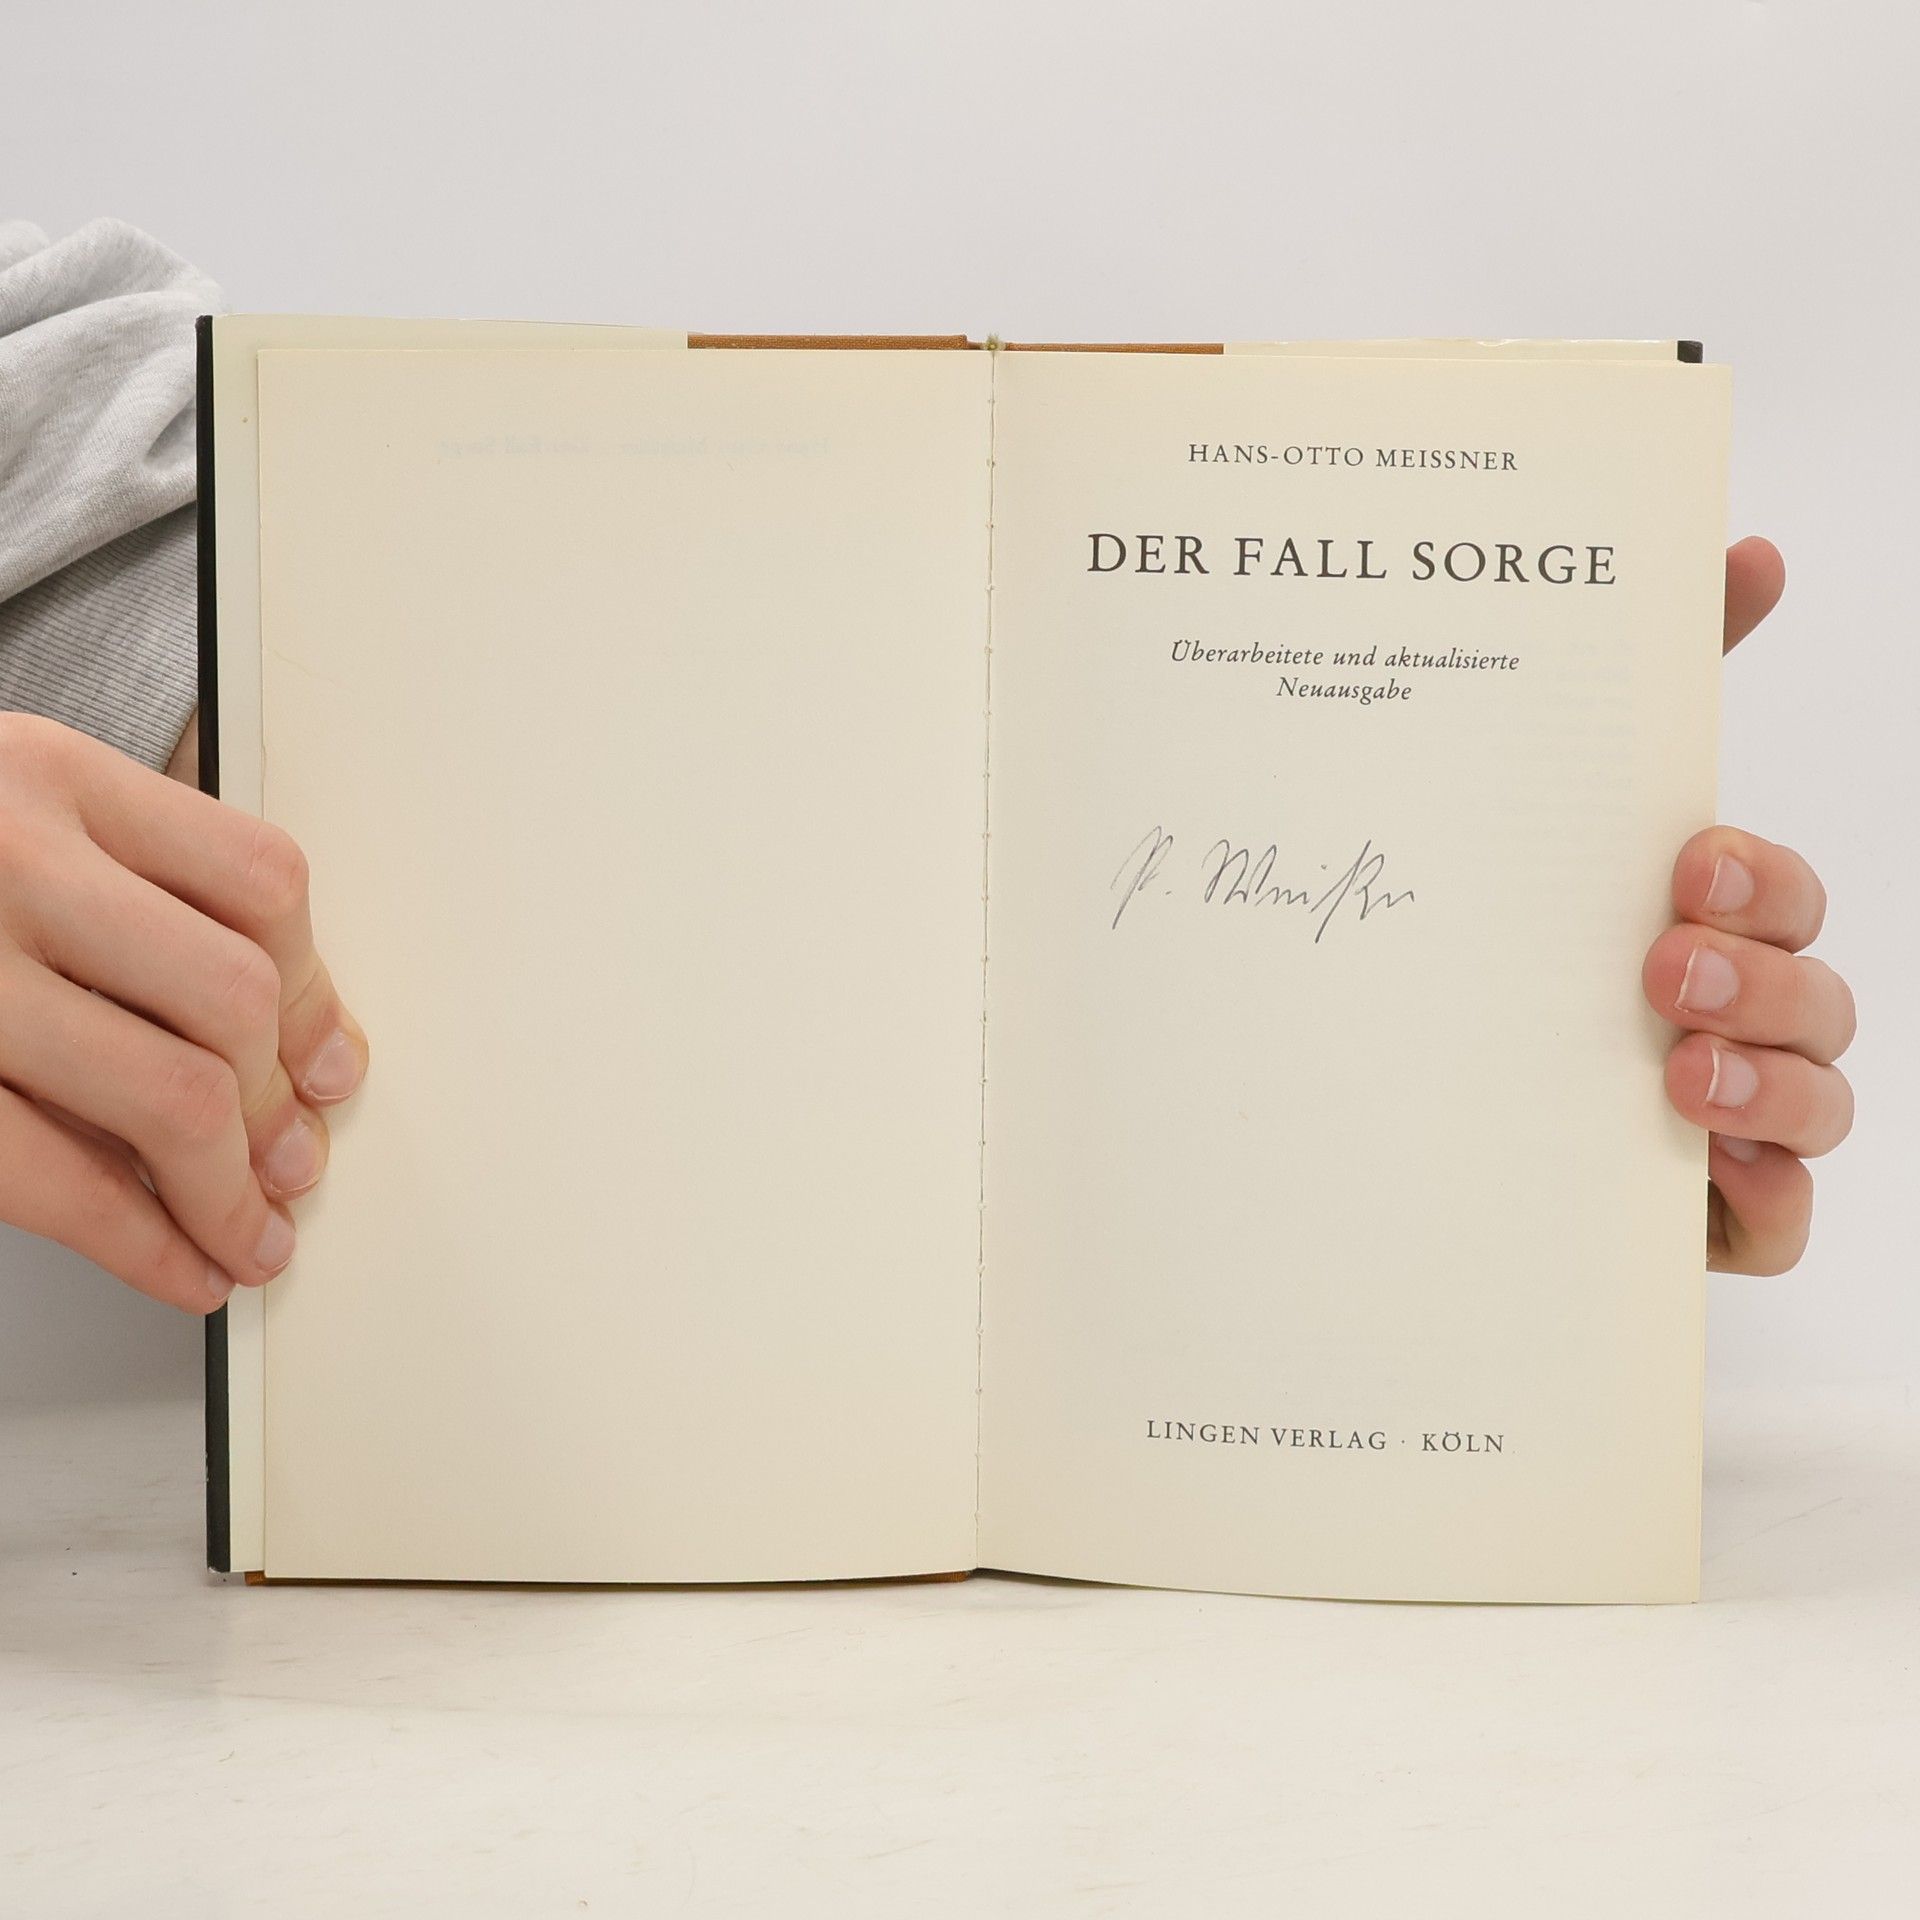 HANS-OTTO MEISSNER
DER FALL SORGE
Überarbeitete und aktualisierte
Neuausgabe
P.
LINGEN VERLAG · KÖLN